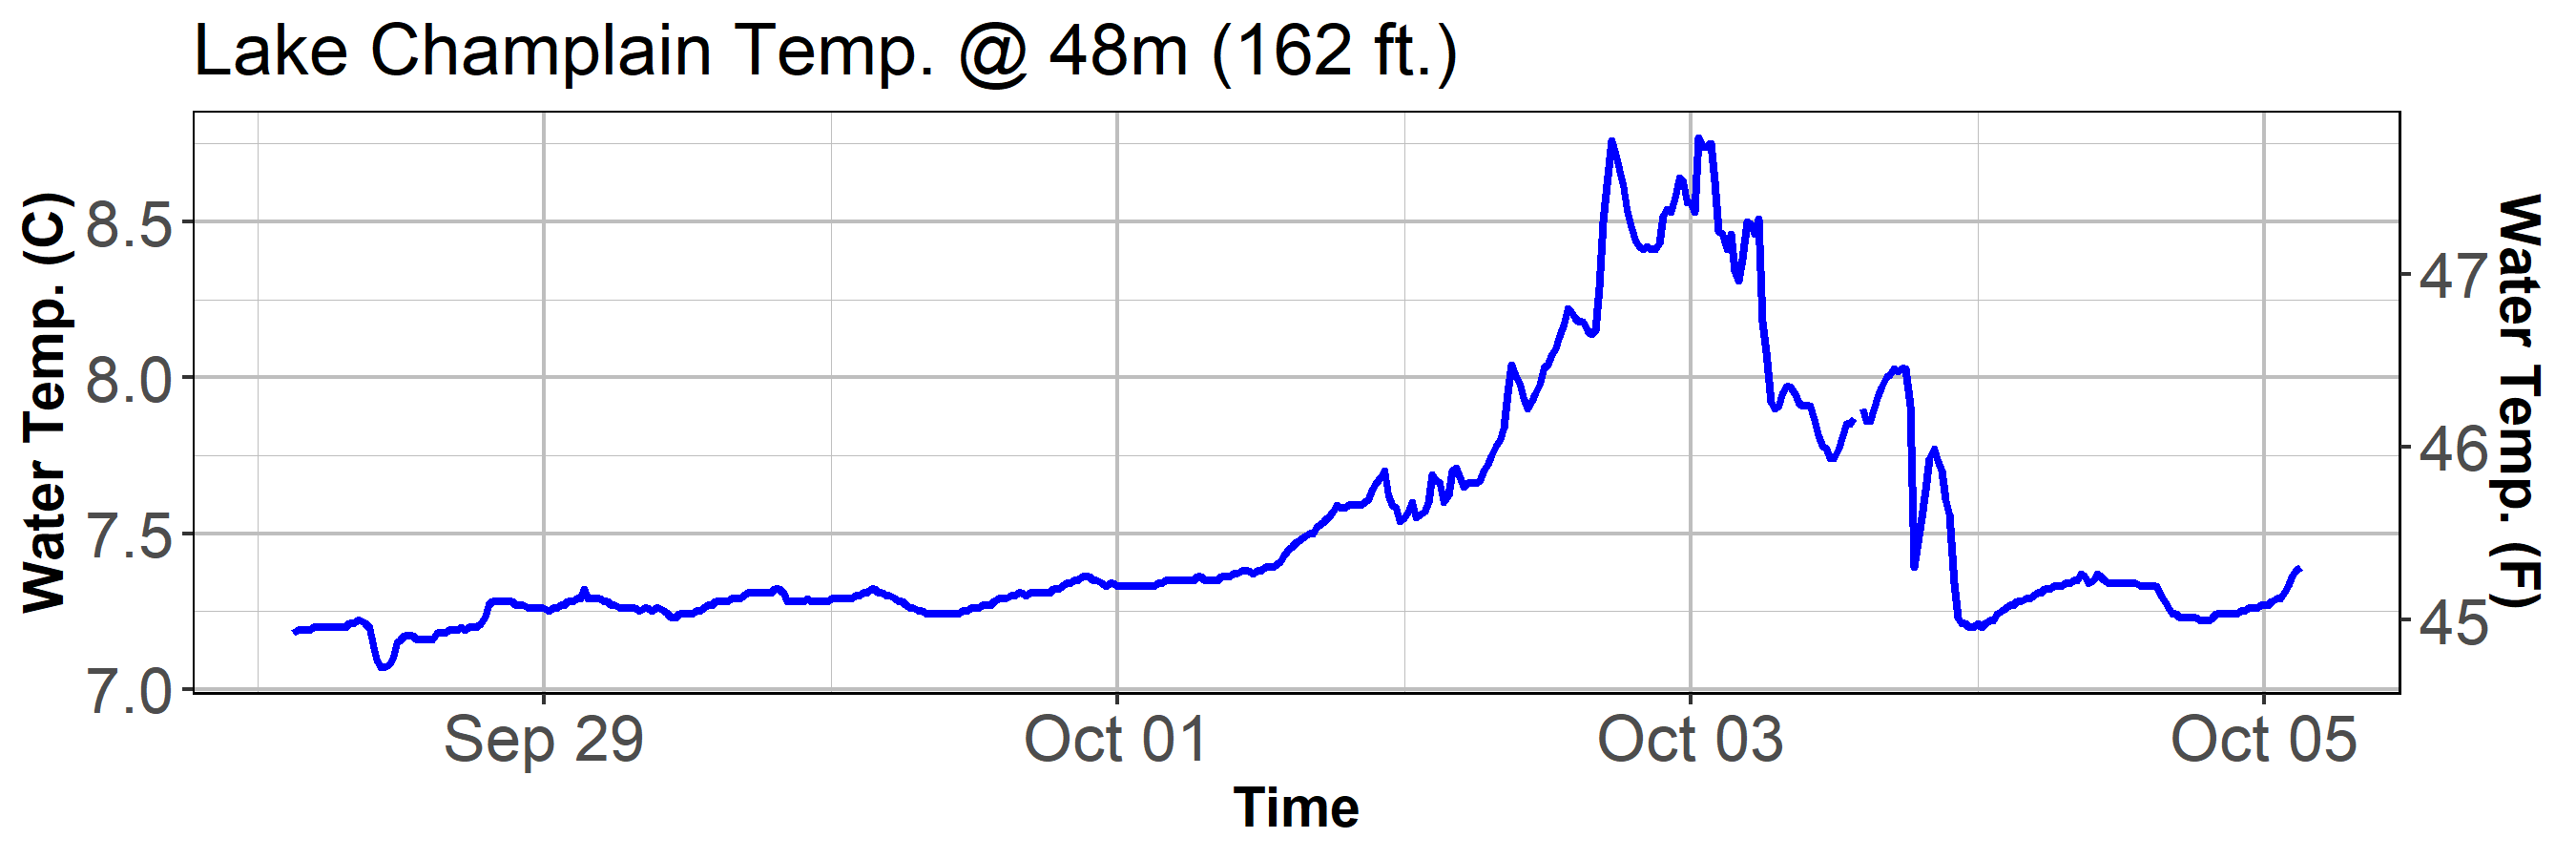 Lake Champlain Temp. @ 48m (162 ft.)
Water Temp. (C)
8.5
8.0
7.5
7.0
47
46
45
Water Temp. (F)
Sep 29
Oct 01
Oct 03
Oct 05
Time